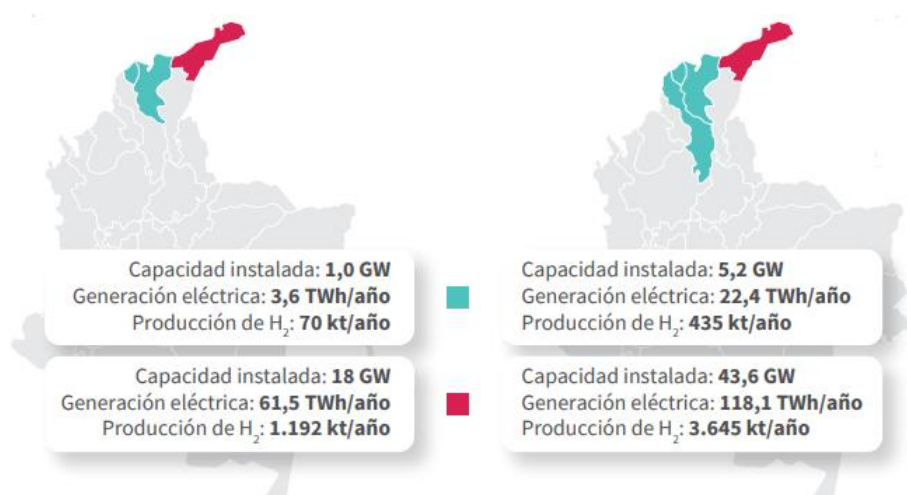 Capacidad instalada: 1,0 GW
Generación eléctrica: 3,6 TWh/año
Producción de H₂: 70 kt/año
Capacidad instalada: 5,2 GW
Generación eléctrica: 22,4 TWh/año
Producción de H₂: 435 kt/año
Capacidad instalada: 18 GW
Generación eléctrica: 61,5 TWh/año
Producción de H₂: 1.192 kt/año
Capacidad instalada: 43,6 GW
Generación eléctrica: 118,1 TWh/año
Producción de H₂: 3.645 kt/año